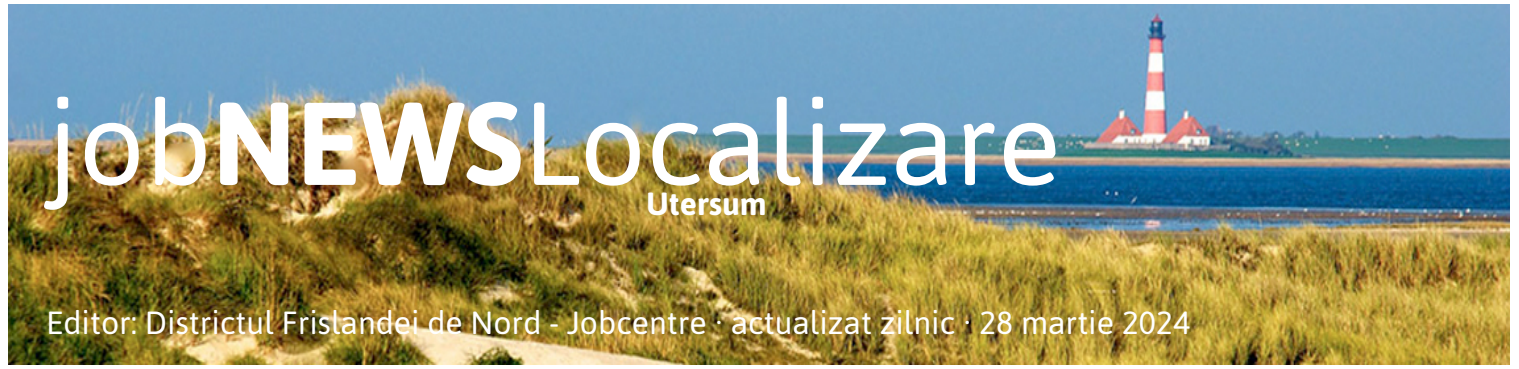 jobNEWSLocalizare
Utersum
Editor: Districtul Frislandei de Nord - Jobcentre · actualizat zilnic · 28 martie 2024